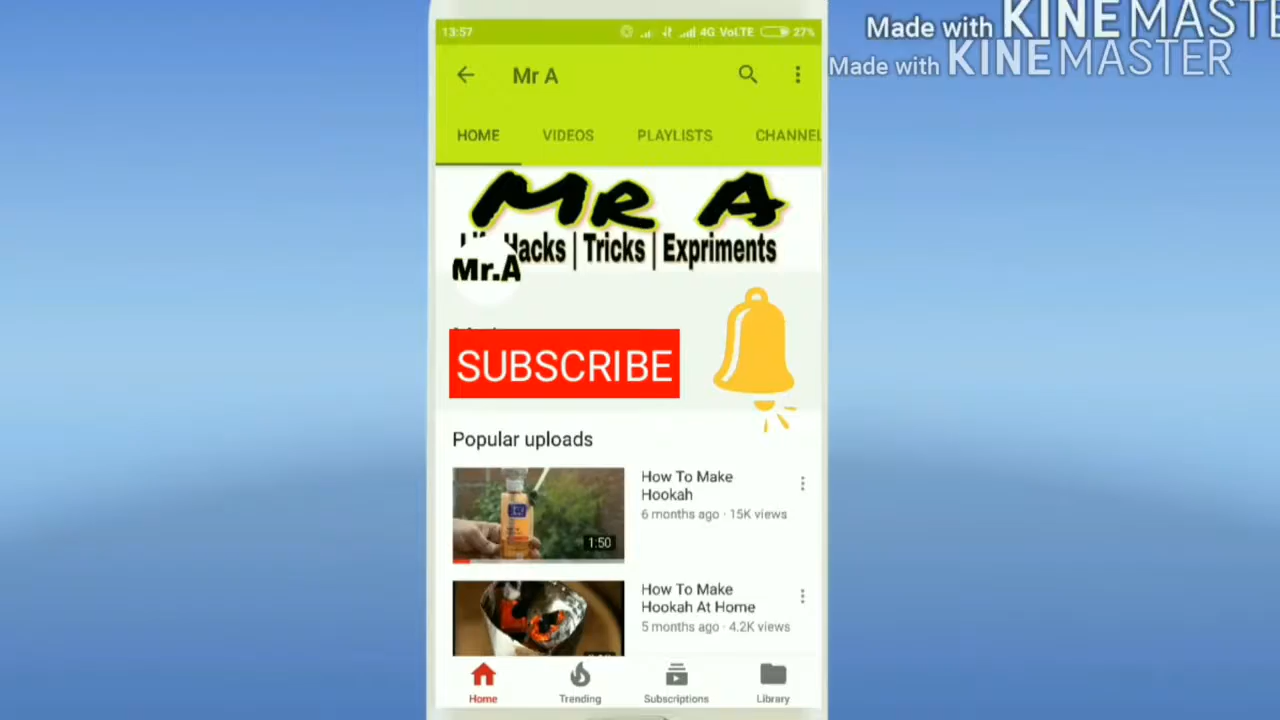 Made with KINEMASTE
Made with KINEMASTER
13:57
4G VoLTE 27%
Mr A
HOME VIDEOS PLAYLISTS CHANNEL
Mr A
Hacks | Tricks | Expriments
Mr.A
SUBSCRIBE
Popular uploads
How To Make
Hookah
6 months ago · 15K views
1:50
How To Make
Hookah At Home
5 months ago · 4.2K views
Home Trending Subscriptions Library